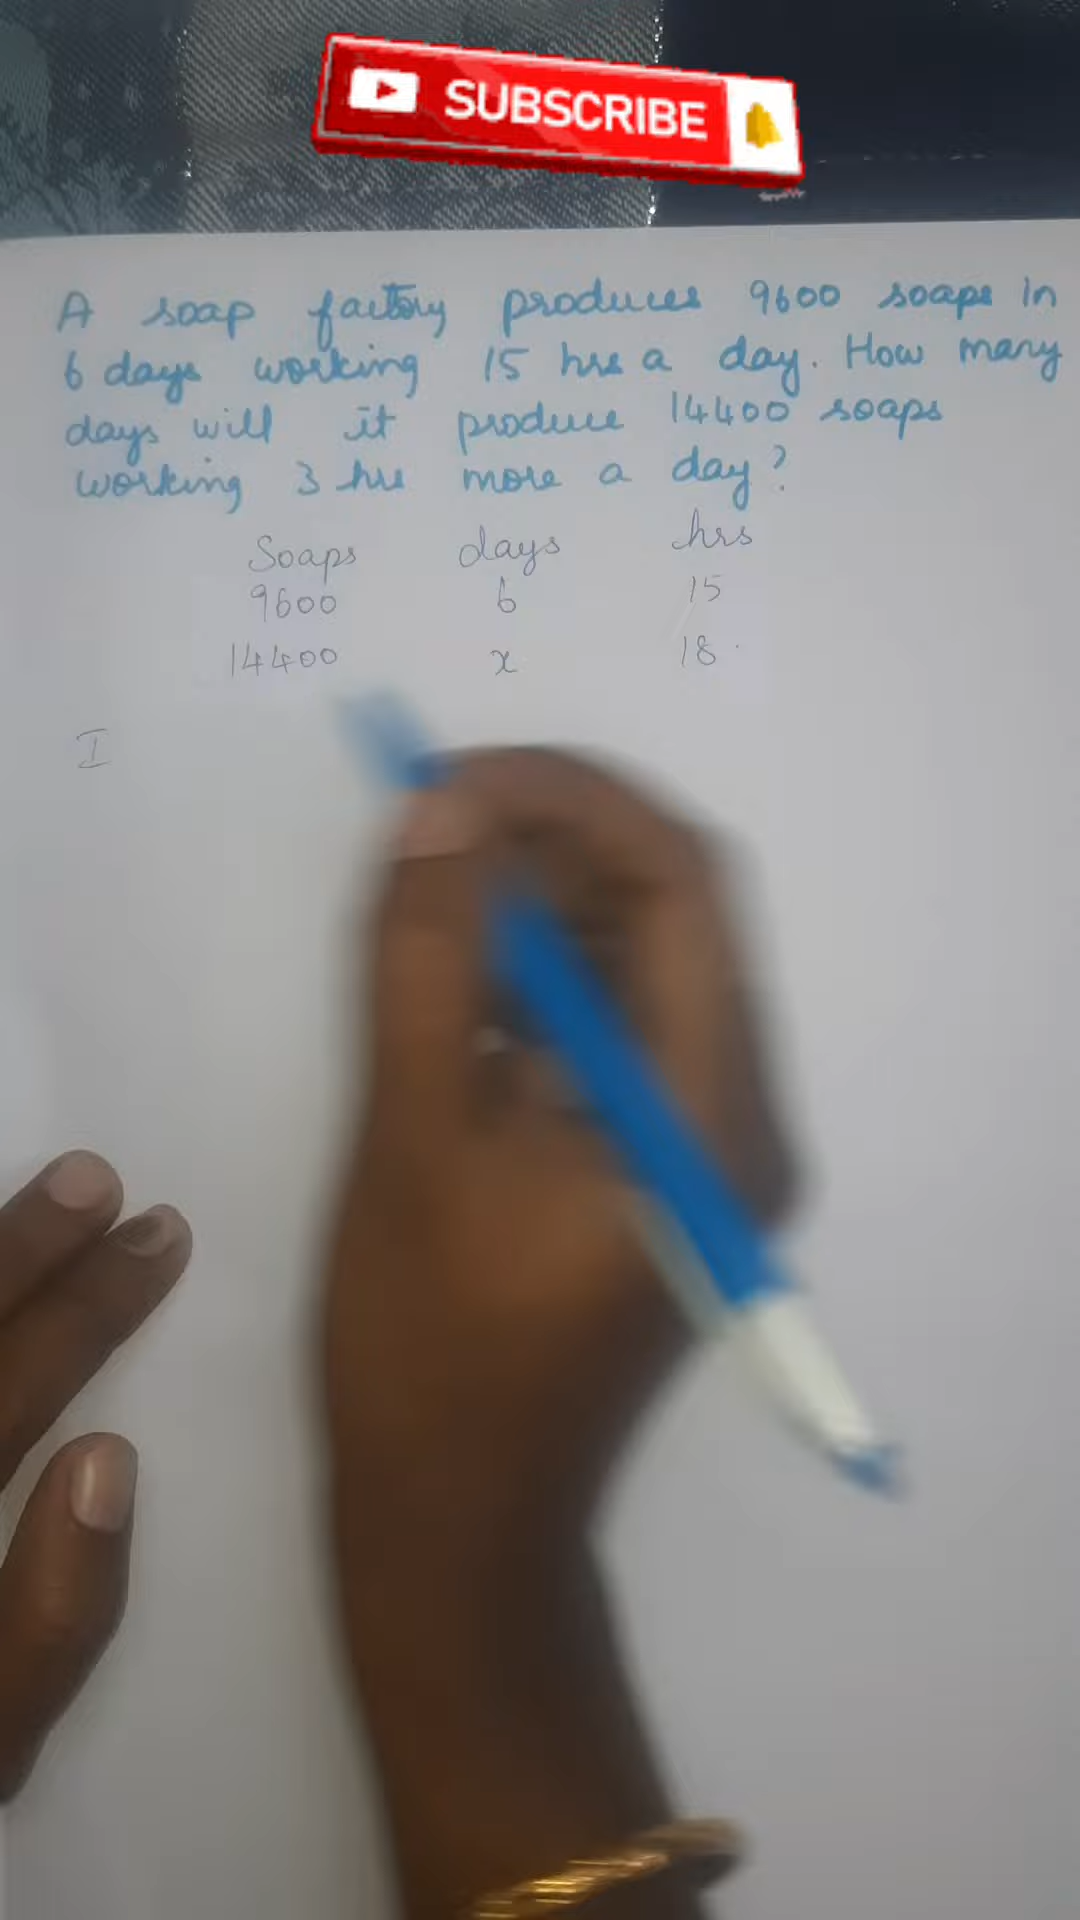 SUBSCRIBE
A soap factory produces 9600 soaps in
6 days working 15 hrs a day. How many
days will it produce 14400 soaps
working 3 hrs more a day?
Soaps days hrs
9600 6 15
14400 x 18
I